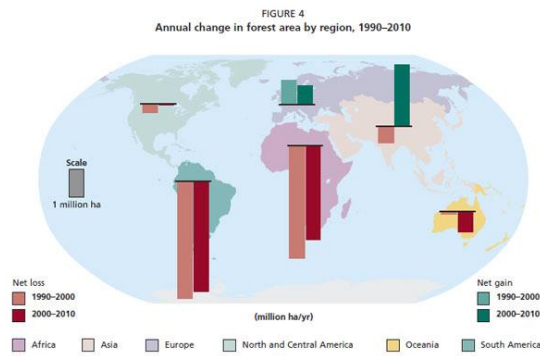 FIGURE 4
Annual change in forest area by region, 1990–2010
Scale
1 million ha
Net loss
1990–2000
2000–2010
(million ha/yr)
Net gain
1990–2000
2000–2010
Africa
Asia
Europe
North and Central America
Oceania
South America